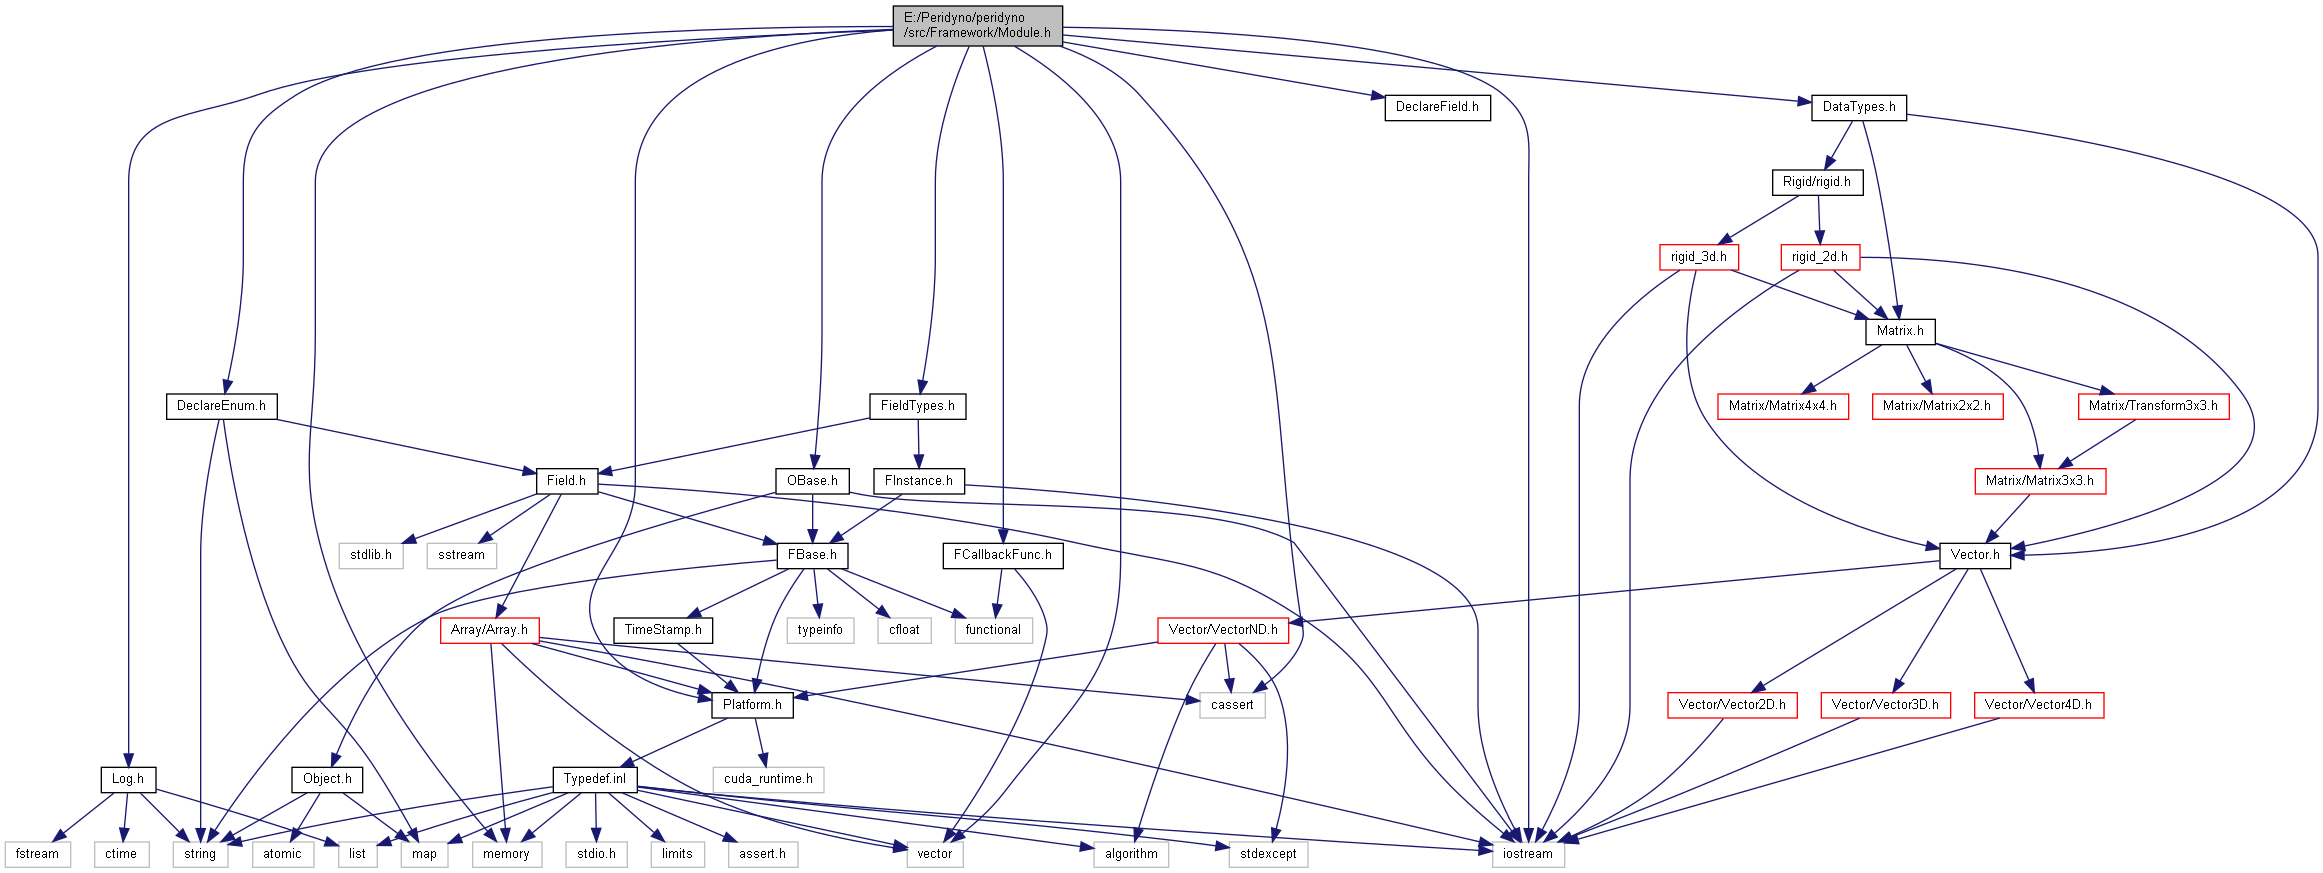 E:/Peridyno/peridyno
/src/Framework/Module.h
DeclareField.h
DataTypes.h
Rigid/rigid.h
rigid_3d.h
rigid_2d.h
Matrix.h
DeclareEnum.h
FieldTypes.h
Matrix/Matrix4x4.h
Matrix/Matrix2x2.h
Matrix/Transform3x3.h
Field.h
OBase.h
FInstance.h
Matrix/Matrix3x3.h
stdlib.h
sstream
FBase.h
FCallbackFunc.h
Vector.h
Array/Array.h
TimeStamp.h
typeinfo
cfloat
functional
Vector/VectorND.h
Platform.h
cassert
Vector/Vector2D.h
Vector/Vector3D.h
Vector/Vector4D.h
Log.h
Object.h
Typedef.inl
cuda_runtime.h
fstream
ctime
string
atomic
list
map
memory
stdio.h
limits
assert.h
vector
algorithm
stdexcept
iostream